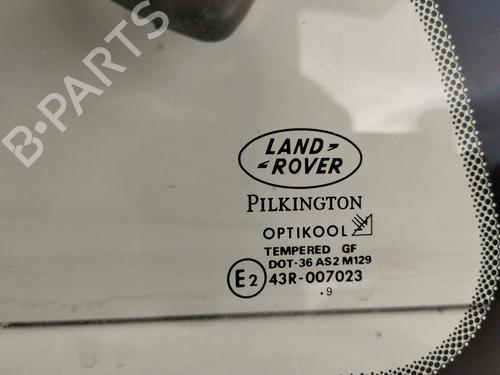 B-PARTS
LAND-
-ROVER
PILKINGTON
OPTIKOOL
TEMPERED GF
DOT-36 AS2 M129
E2 43R-007023
.9